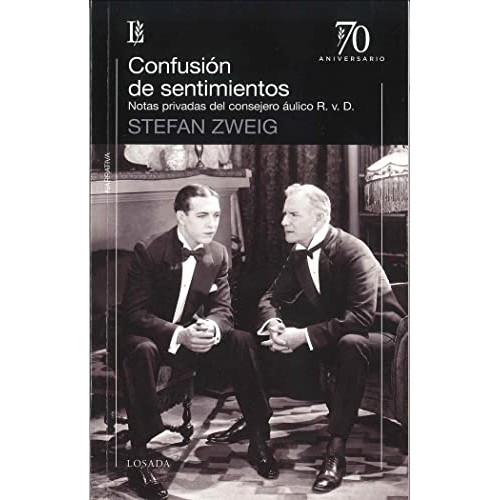 L
70
ANIVERSARIO
Confusión
de sentimientos
Notas privadas del consejero áulico R. v. D.
STEFAN ZWEIG
NARRATIVA
LOSADA